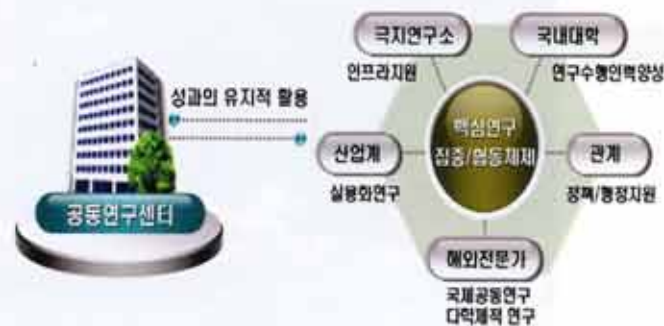 극지연구소
국내대학
인프라지원
연구수행인력양성
성과의 유지적 활용
핵심연구
집중/협동체제
산업계
관계
실용화연구
정책/행정지원
공동연구센터
해외전문가
국제공동연구
다학제적 연구